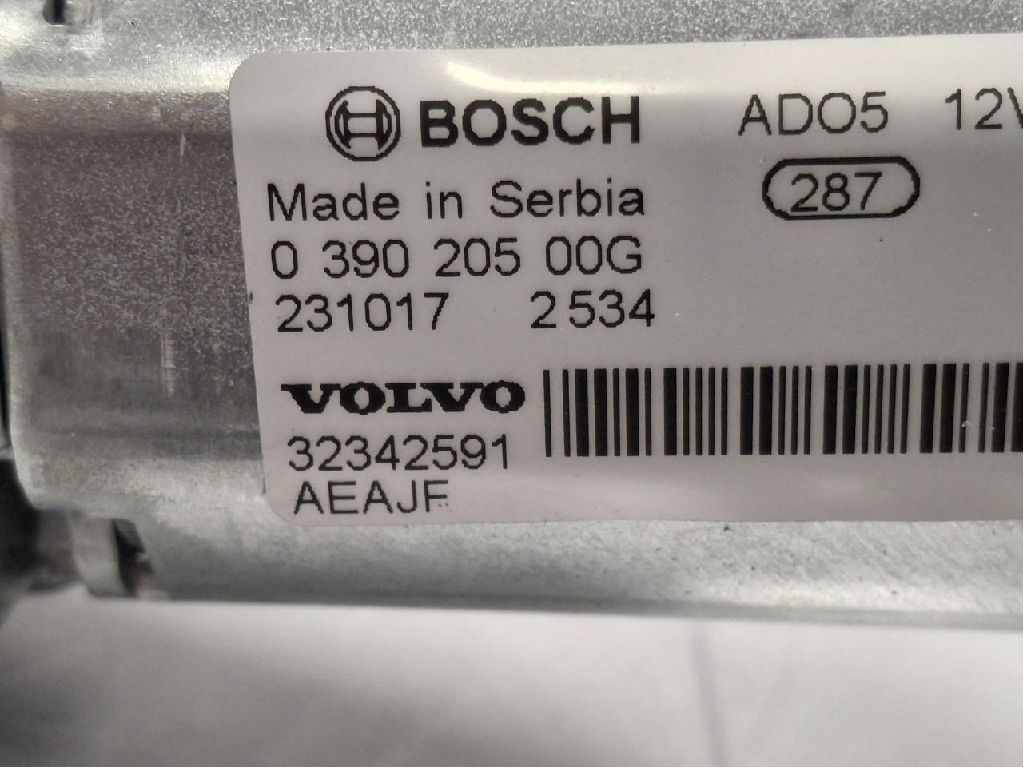 BOSCH ADO5 12V
Made in Serbia 287
0 390 205 00G
231017 2534
VOLVO
32342591
AEAJF